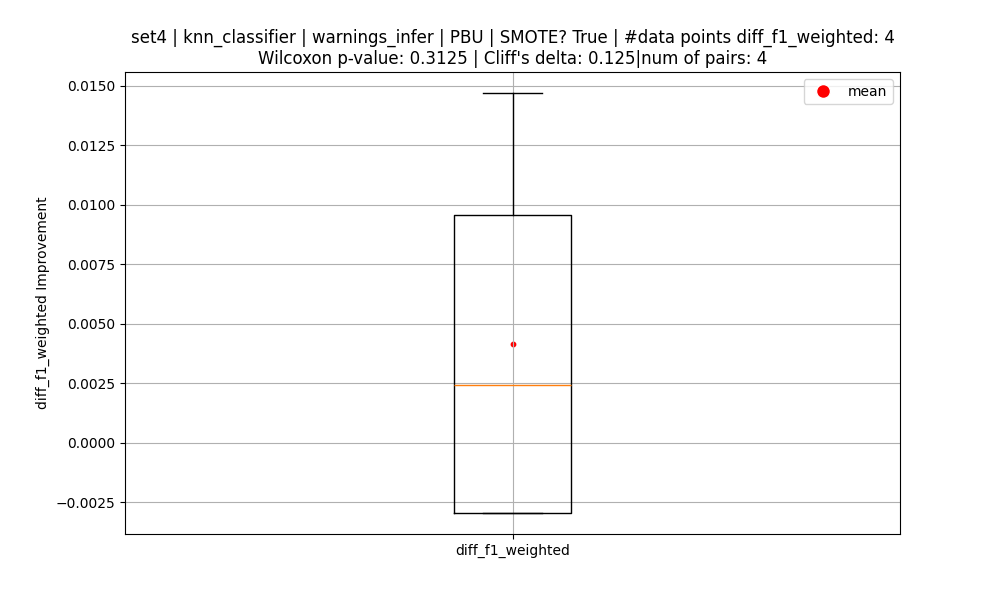 set4 | knn_classifier | warnings_infer | PBU | SMOTE? True | #data points diff_f1_weighted: 4
Wilcoxon p-value: 0.3125 | Cliff's delta: 0.125|num of pairs: 4
mean
0.0150
0.0125
0.0100
0.0075
0.0050
0.0025
0.0000
−0.0025
diff_f1_weighted Improvement
diff_f1_weighted